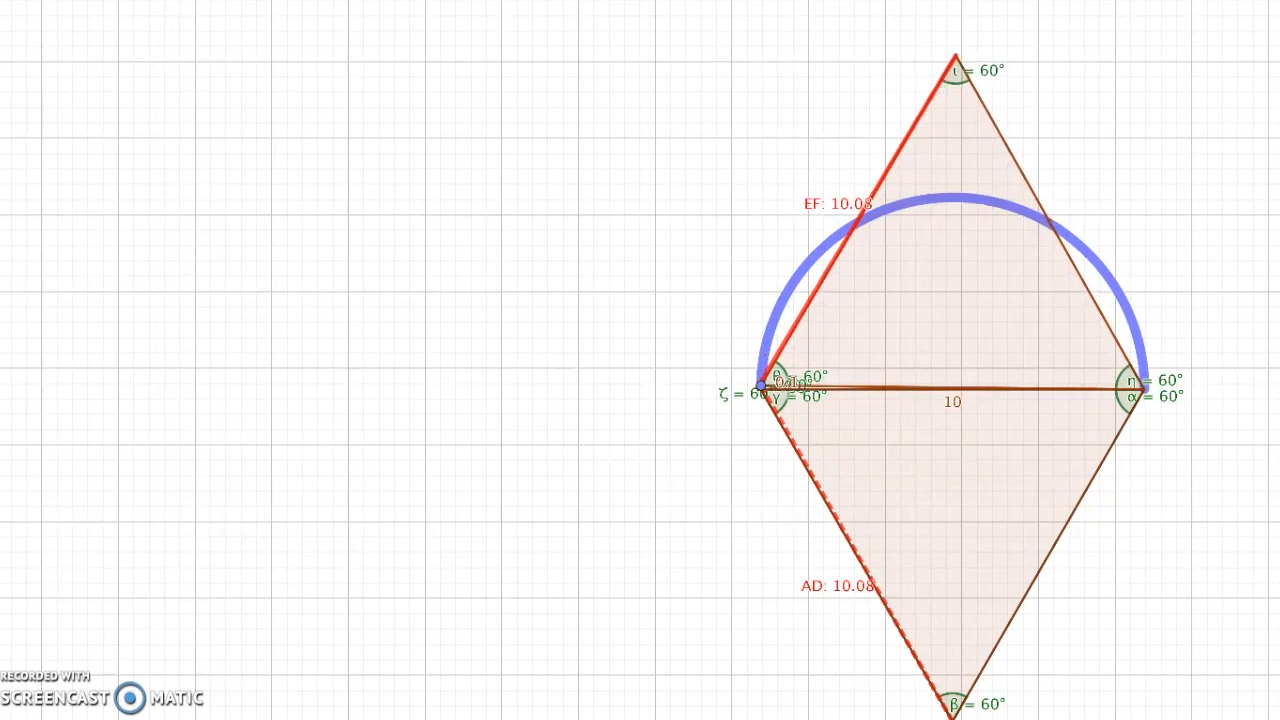 ι = 60°
EF: 10.08
θ = 60°
η = 60°
ζ = 60
γ = 60°
α = 60°
10
AD: 10.08
RECORDED WITH
SCREENCAST MATIC
β = 60°